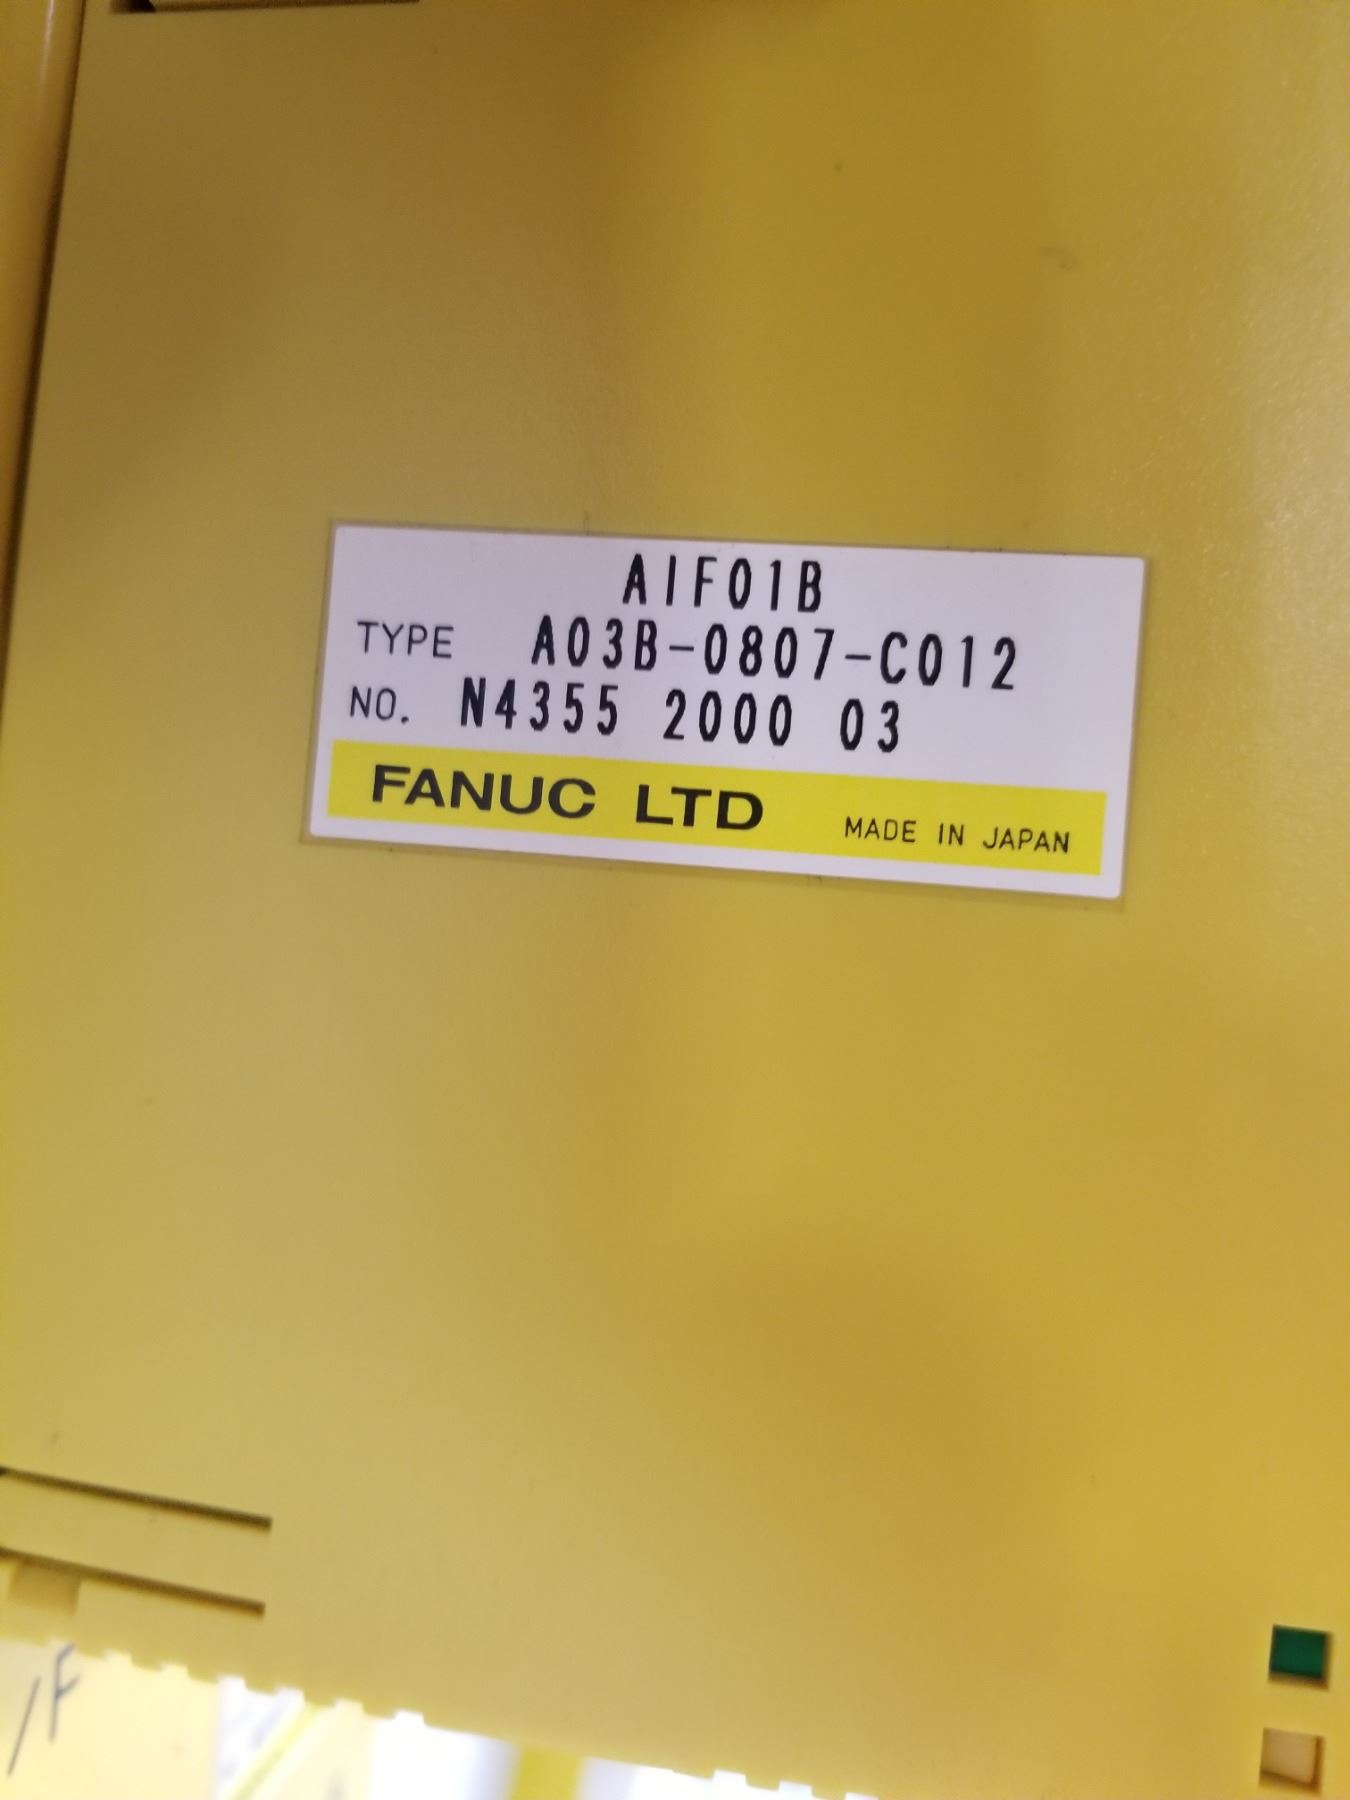 AIF01B
TYPE A03B-0807-C012
NO. N4355 2000 03
FANUC LTD MADE IN JAPAN
/F